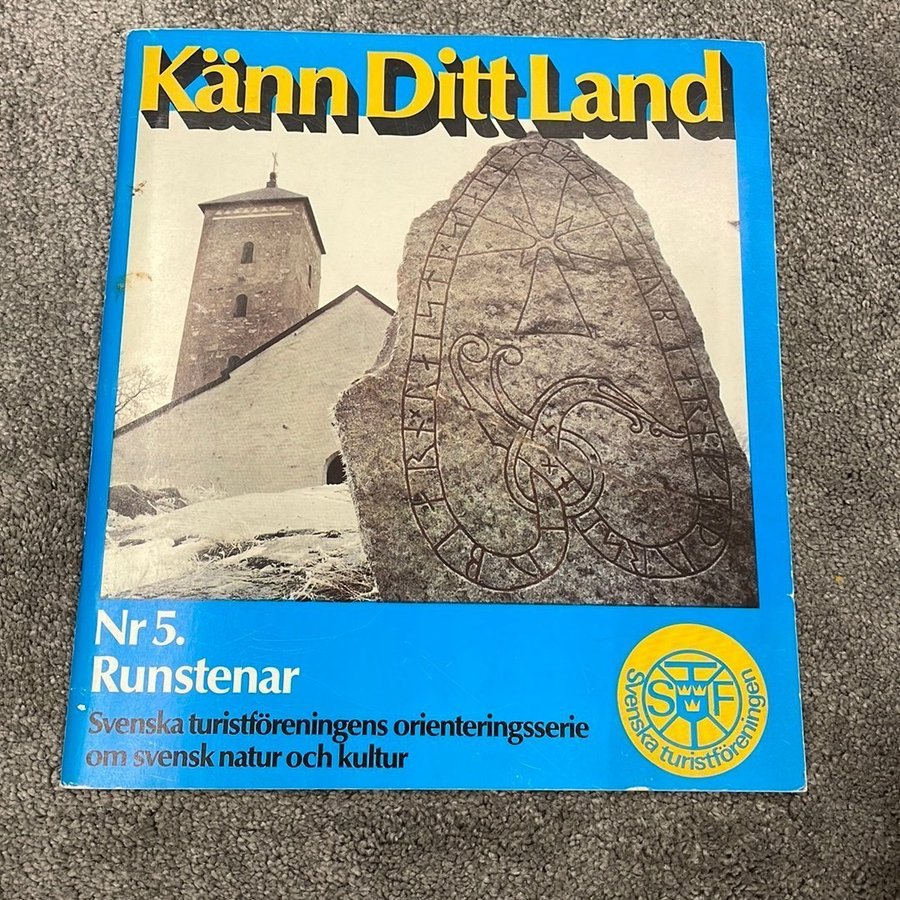 Känn Ditt Land
Nr 5.
Runstenar
Svenska turistföreningens orienteringsserie
om svensk natur och kultur
STF
Svenska turistföreningen